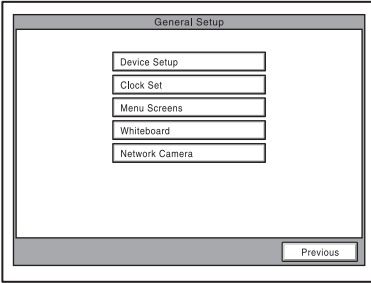 General Setup
Device Setup
Clock Set
Menu Screens
Whiteboard
Network Camera
Previous